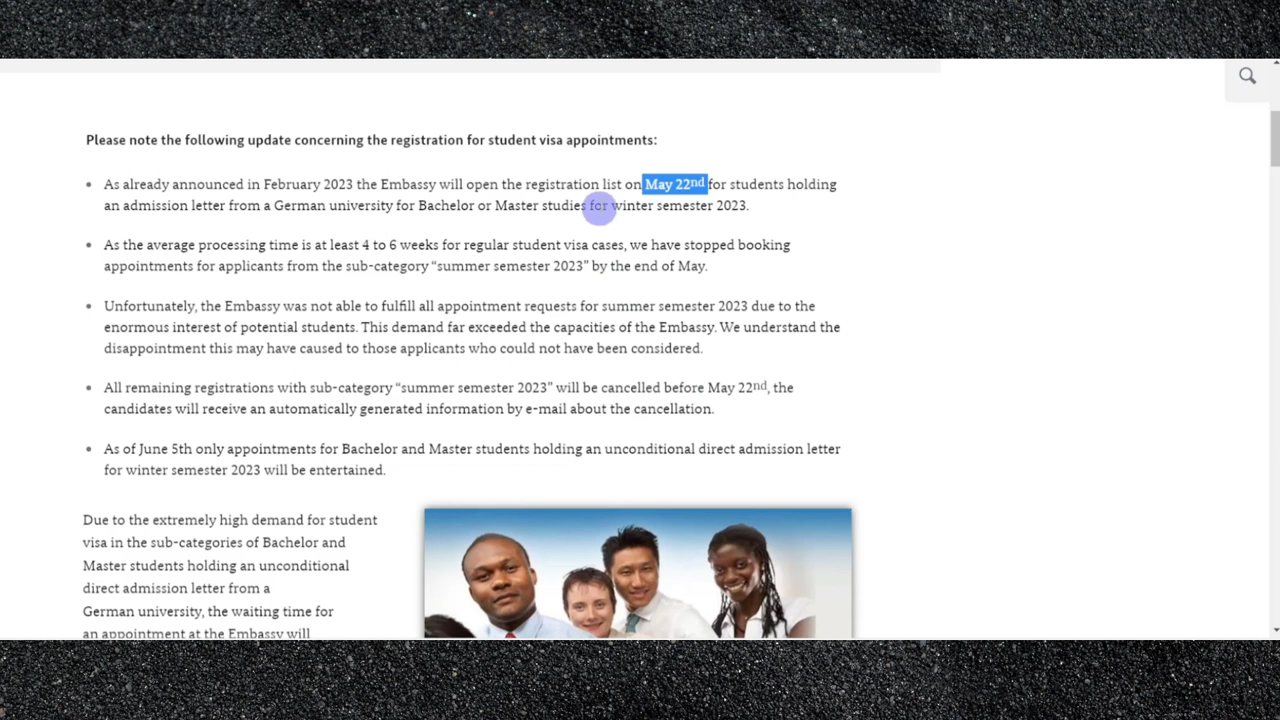 Please note the following update concerning the registration for student visa appointments:
• As already announced in February 2023 the Embassy will open the registration list on May 22nd for students holding
an admission letter from a German university for Bachelor or Master studies for winter semester 2023.
• As the average processing time is at least 4 to 6 weeks for regular student visa cases, we have stopped booking
appointments for applicants from the sub-category “summer semester 2023” by the end of May.
• Unfortunately, the Embassy was not able to fulfill all appointment requests for summer semester 2023 due to the
enormous interest of potential students. This demand far exceeded the capacities of the Embassy. We understand the
disappointment this may have caused to those applicants who could not have been considered.
• All remaining registrations with sub-category “summer semester 2023” will be cancelled before May 22nd, the
candidates will receive an automatically generated information by e-mail about the cancellation.
• As of June 5th only appointments for Bachelor and Master students holding an unconditional direct admission letter
for winter semester 2023 will be entertained.
Due to the extremely high demand for student
visa in the sub-categories of Bachelor and
Master students holding an unconditional
direct admission letter from a
German university, the waiting time for
an appointment at the Embassy will